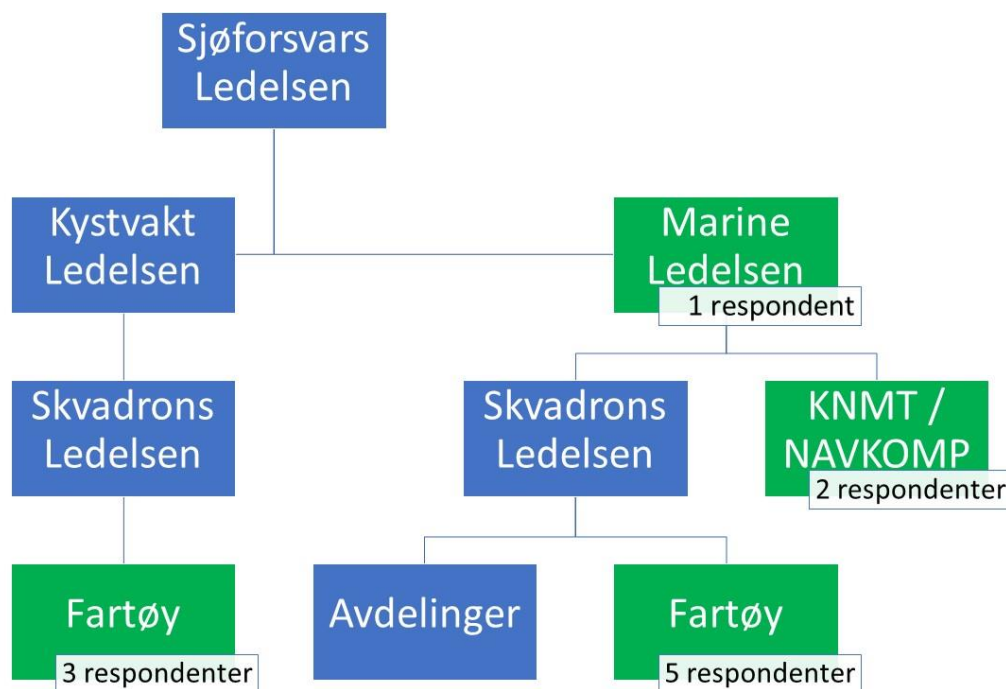 Sjøforsvars
Ledelsen
Kystvakt
Ledelsen
Marine
Ledelsen
1 respondent
Skvadrons
Ledelsen
Skvadrons
Ledelsen
KNMT /
NAVKOMP
2 respondenter
Fartøy
3 respondenter
Avdelinger
Fartøy
5 respondenter